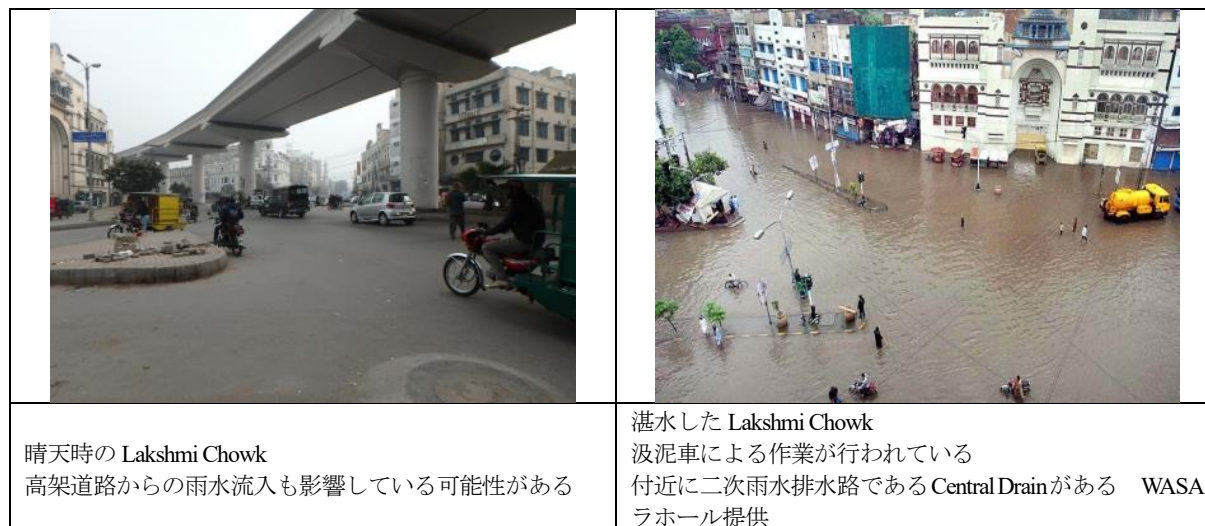 晴天時の Lakshmi Chowk
高架道路からの雨水流入も影響している可能性がある
湛水した Lakshmi Chowk
汲泥車による作業が行われている
付近に二次雨水排水路である Central Drain がある　WASA
ラホール提供